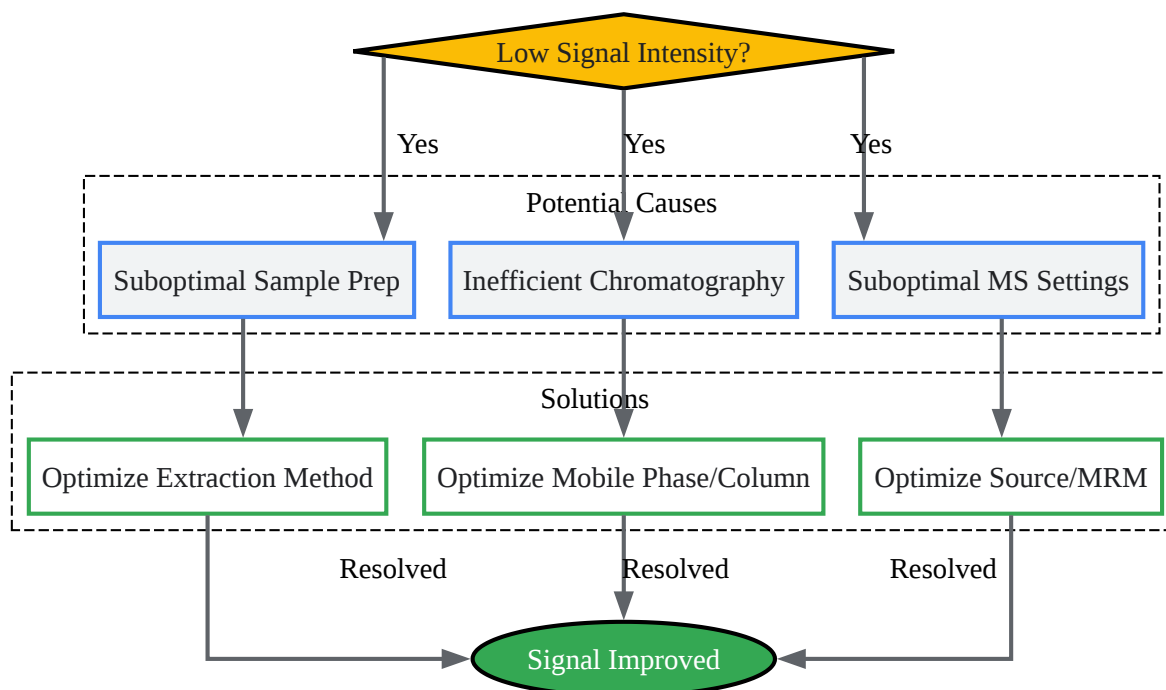 Low Signal Intensity?
Yes
Yes
Yes
Potential Causes
Suboptimal Sample Prep
Inefficient Chromatography
Suboptimal MS Settings
Solutions
Optimize Extraction Method
Optimize Mobile Phase/Column
Optimize Source/MRM
Resolved
Resolved
Resolved
Signal Improved